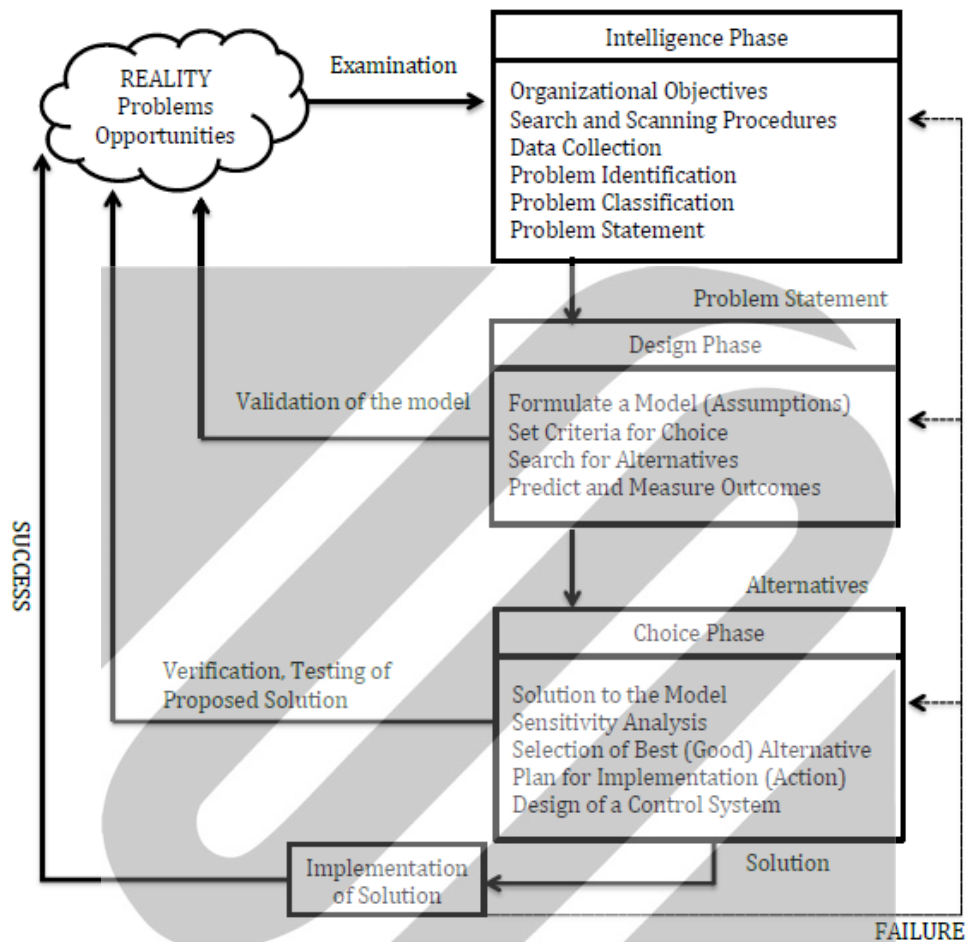 REALITY
Problems
Opportunities
Examination
Intelligence Phase
Organizational Objectives
Search and Scanning Procedures
Data Collection
Problem Identification
Problem Classification
Problem Statement
Problem Statement
Design Phase
Formulate a Model (Assumptions)
Set Criteria for Choice
Search for Alternatives
Predict and Measure Outcomes
Validation of the model
Alternatives
Choice Phase
Solution to the Model
Sensitivity Analysis
Selection of Best (Good) Alternative
Plan for Implementation (Action)
Design of a Control System
Verification, Testing of
Proposed Solution
SUCCESS
Solution
Implementation
of Solution
FAILURE